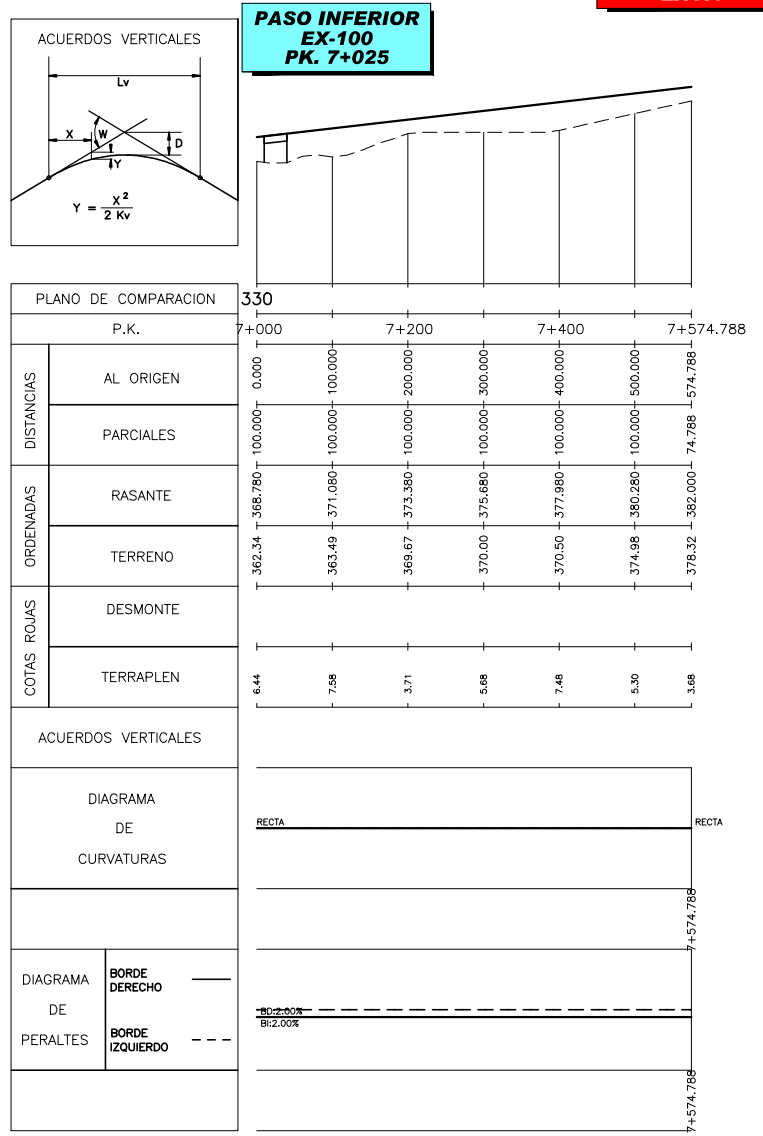 PASO INFERIOR
EX-100
PK. 7+025
ACUERDOS VERTICALES
Lv
X
W
D
Y
Y = X² / 2 Kv
PLANO DE COMPARACION 330
P.K. 7+000 7+200 7+400 7+574.788
DISTANCIAS
AL ORIGEN 0.000 100.000 200.000 300.000 400.000 500.000 574.788
PARCIALES 100.000 100.000 100.000 100.000 100.000 100.000 74.788
ORDENADAS
RASANTE 368.780 371.080 373.380 375.680 377.980 380.280 382.000
TERRENO 362.34 363.49 369.67 370.00 370.50 374.98 378.32
COTAS ROJAS
DESMONTE
TERRAPLEN 6.44 7.58 3.71 5.68 7.48 5.30 3.68
ACUERDOS VERTICALES
DIAGRAMA
DE
CURVATURAS
RECTA RECTA
7+574.788
DIAGRAMA
DE
PERALTES
BORDE
DERECHO
BORDE
IZQUIERDO
BD:2.00%
BI:2.00%
7+574.788